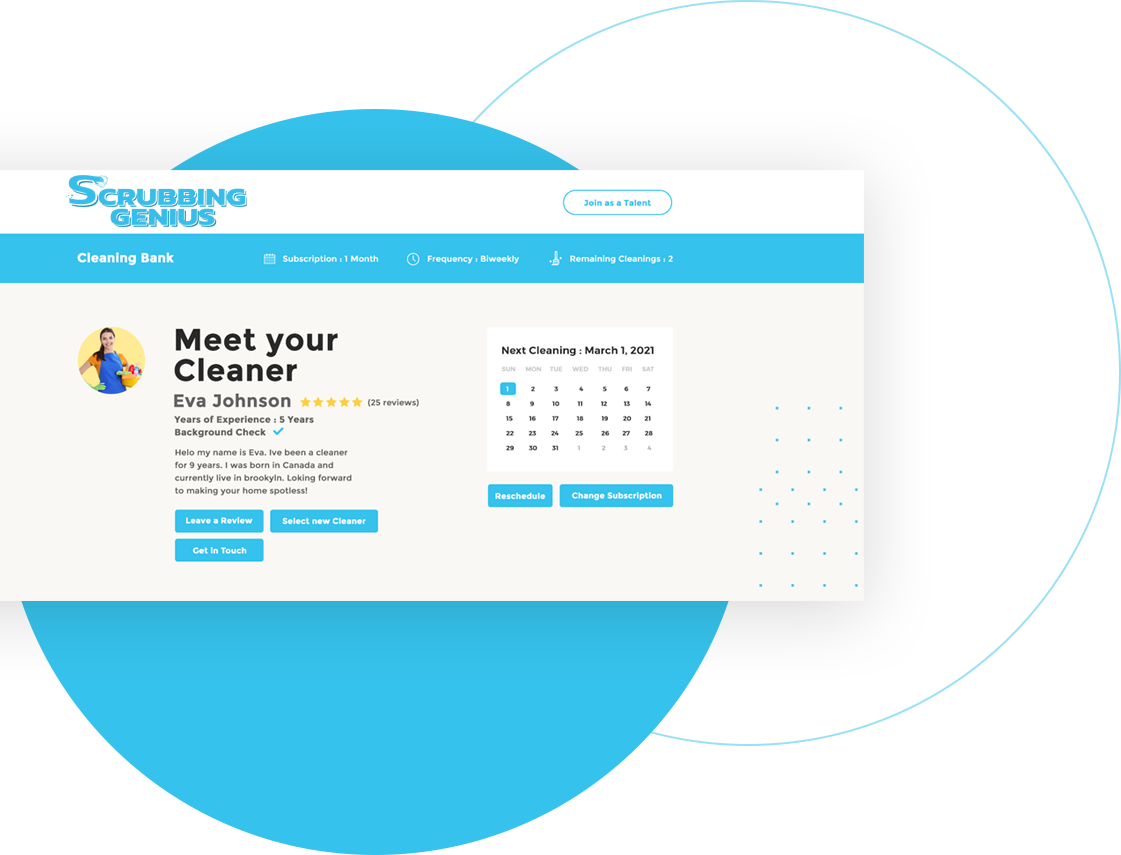 SCRUBBING
GENIUS
Join as a Talent
Cleaning Bank
Subscription : 1 Month
Frequency : Biweekly
Remaining Cleanings : 2
Meet your
Cleaner
Eva Johnson
(25 reviews)
Years of Experience : 5 Years
Background Check
Helo my name is Eva. Ive been a cleaner
for 9 years. I was born in Canada and
currently live in brookyln. Loking forward
to making your home spotless!
Leave a Review
Select new Cleaner
Get in Touch
Next Cleaning : March 1, 2021
SUN MON TUE WED THU FRI SAT
1 2 3 4 5 6 7
8 9 10 11 12 13 14
15 16 17 18 19 20 21
22 23 24 25 26 27 28
29 30 31 1 2 3 4
Reschedule
Change Subscription